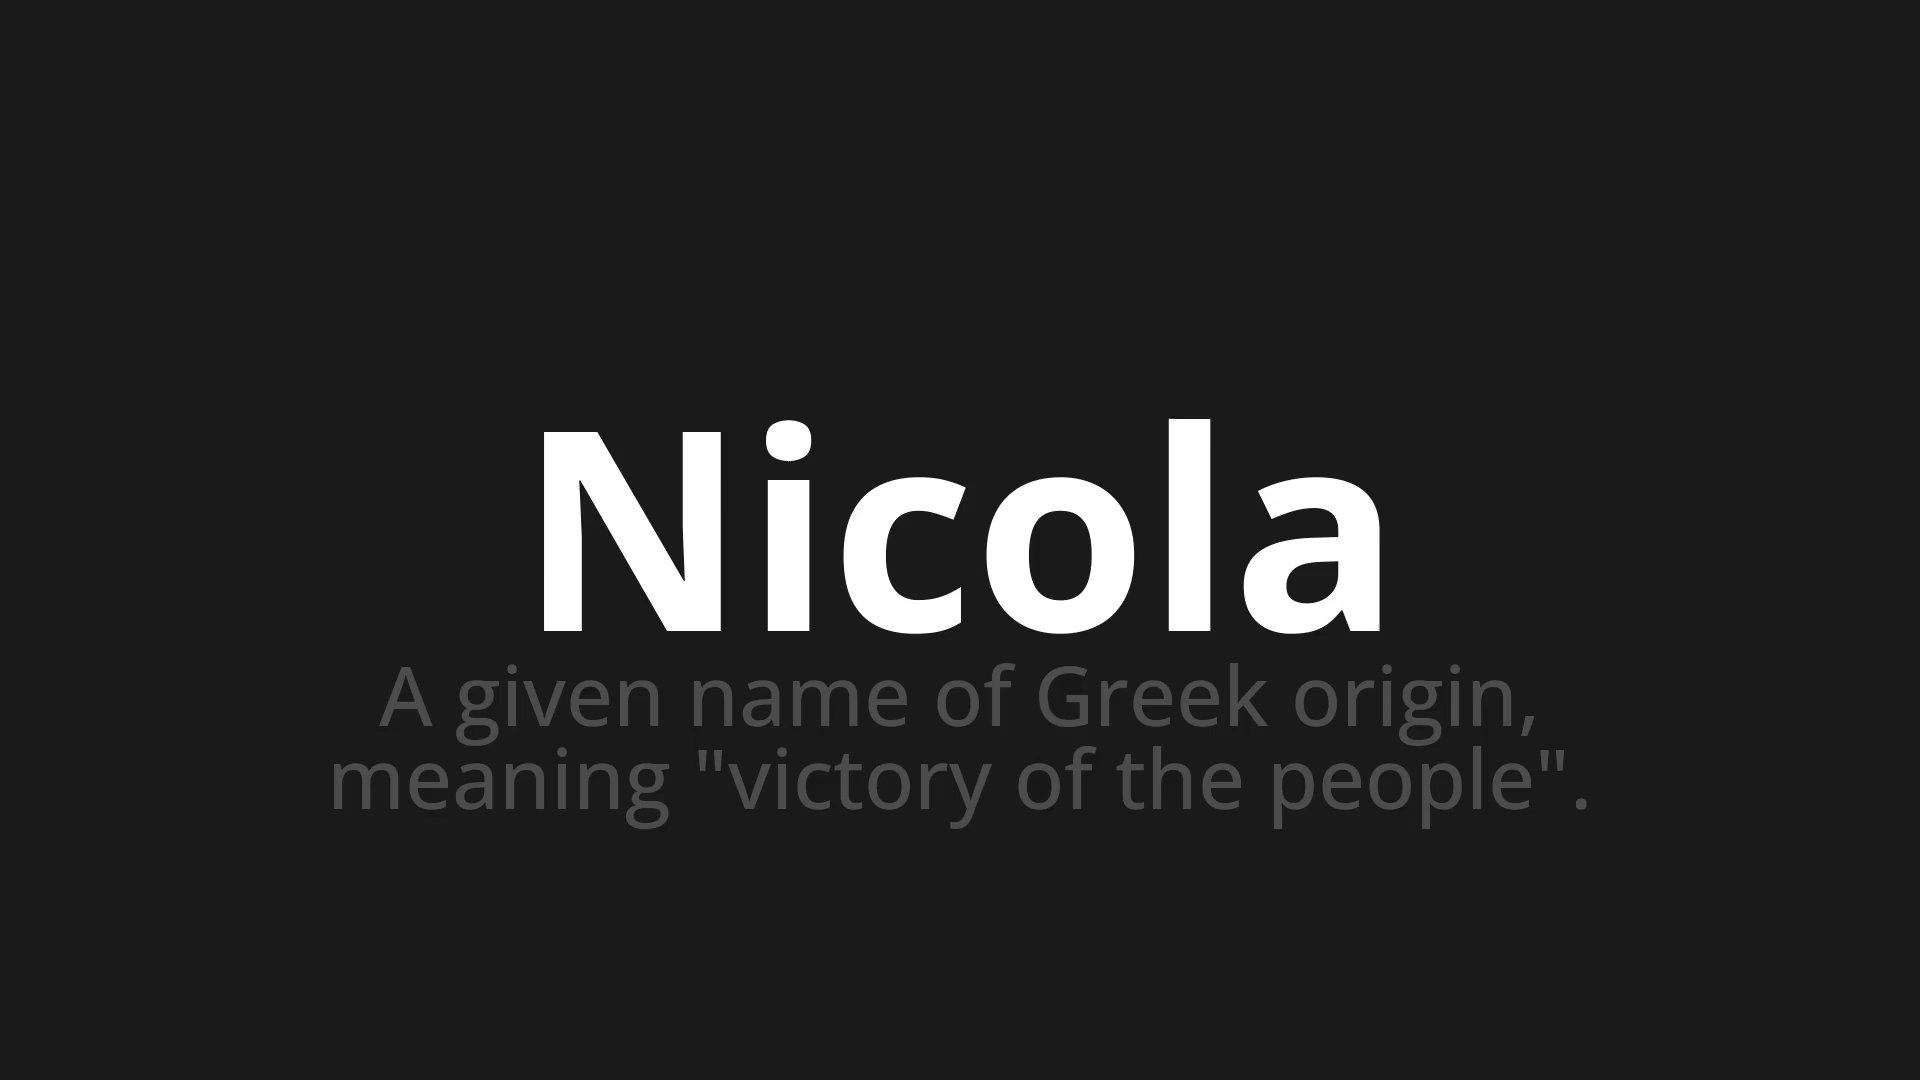 Nicola
A given name of Greek origin,
meaning "victory of the people".